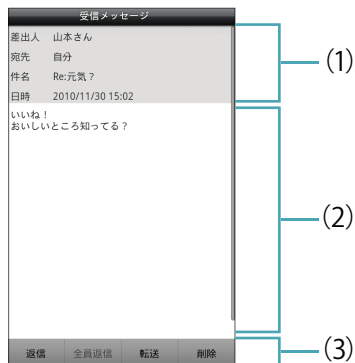 受信メッセージ
差出人 山本さん
宛先 自分
件名 Re:元気？
日時 2010/11/30 15:02
(1)
いいね！
おいしいところ知ってる？
(2)
返信 全員返信 転送 削除
(3)